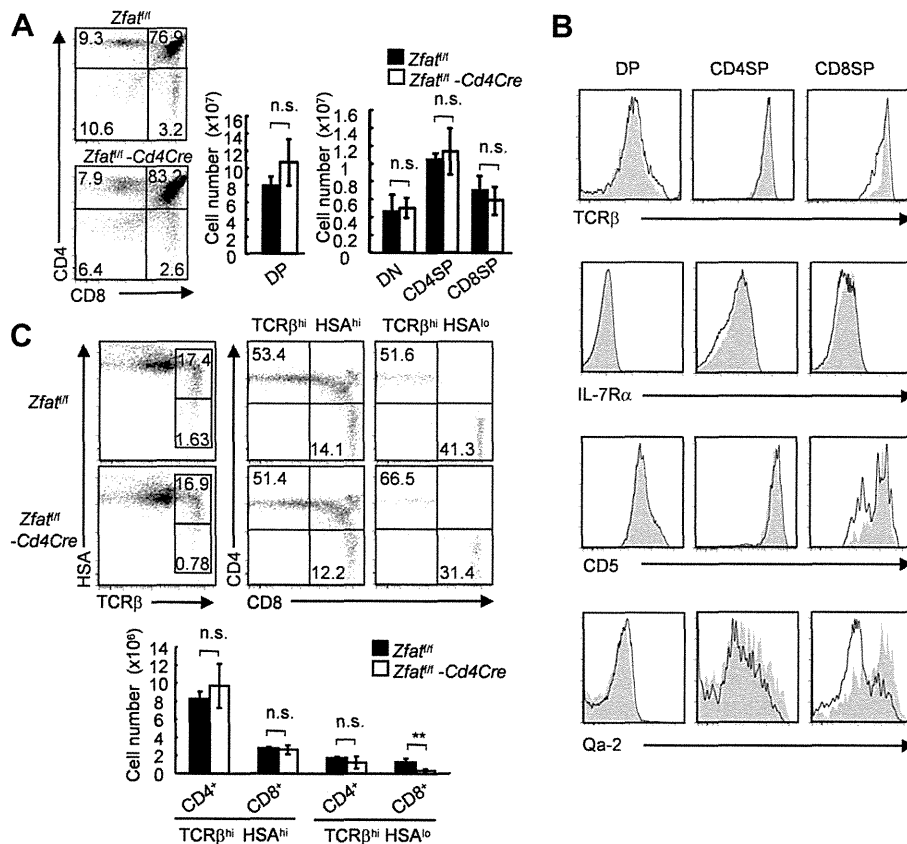 A
Zfatf/f
9.3 76.9
10.6 3.2
Zfatf/f -Cd4Cre
7.9 83.2
6.4 2.6
CD4
CD8
Cell number (x10⁷)
16
14
12
10
8
6
4
2
0
n.s.
DP
Zfatf/f
Zfatf/f -Cd4Cre
Cell number (x10⁷)
1.6
1.4
1.2
1
0.8
0.6
0.4
0.2
0
n.s.
n.s.
n.s.
DN
CD4SP
CD8SP
B
DP CD4SP CD8SP
TCRβ
IL-7Rα
CD5
Qa-2
C
TCRβhi HSAhi TCRβhi HSAlo
Zfatf/f
17.4
1.63
53.4
14.1
51.6
41.3
Zfatf/f
-Cd4Cre
16.9
0.78
51.4
12.2
66.5
31.4
HSA
TCRβ
CD4
CD8
Cell number (x10⁶)
14
12
10
8
6
4
2
0
n.s.
n.s.
n.s.
**
Zfatf/f
Zfatf/f -Cd4Cre
CD4⁺
CD8⁺
CD4⁺
CD8⁺
TCRβhi HSAhi
TCRβhi HSAlo